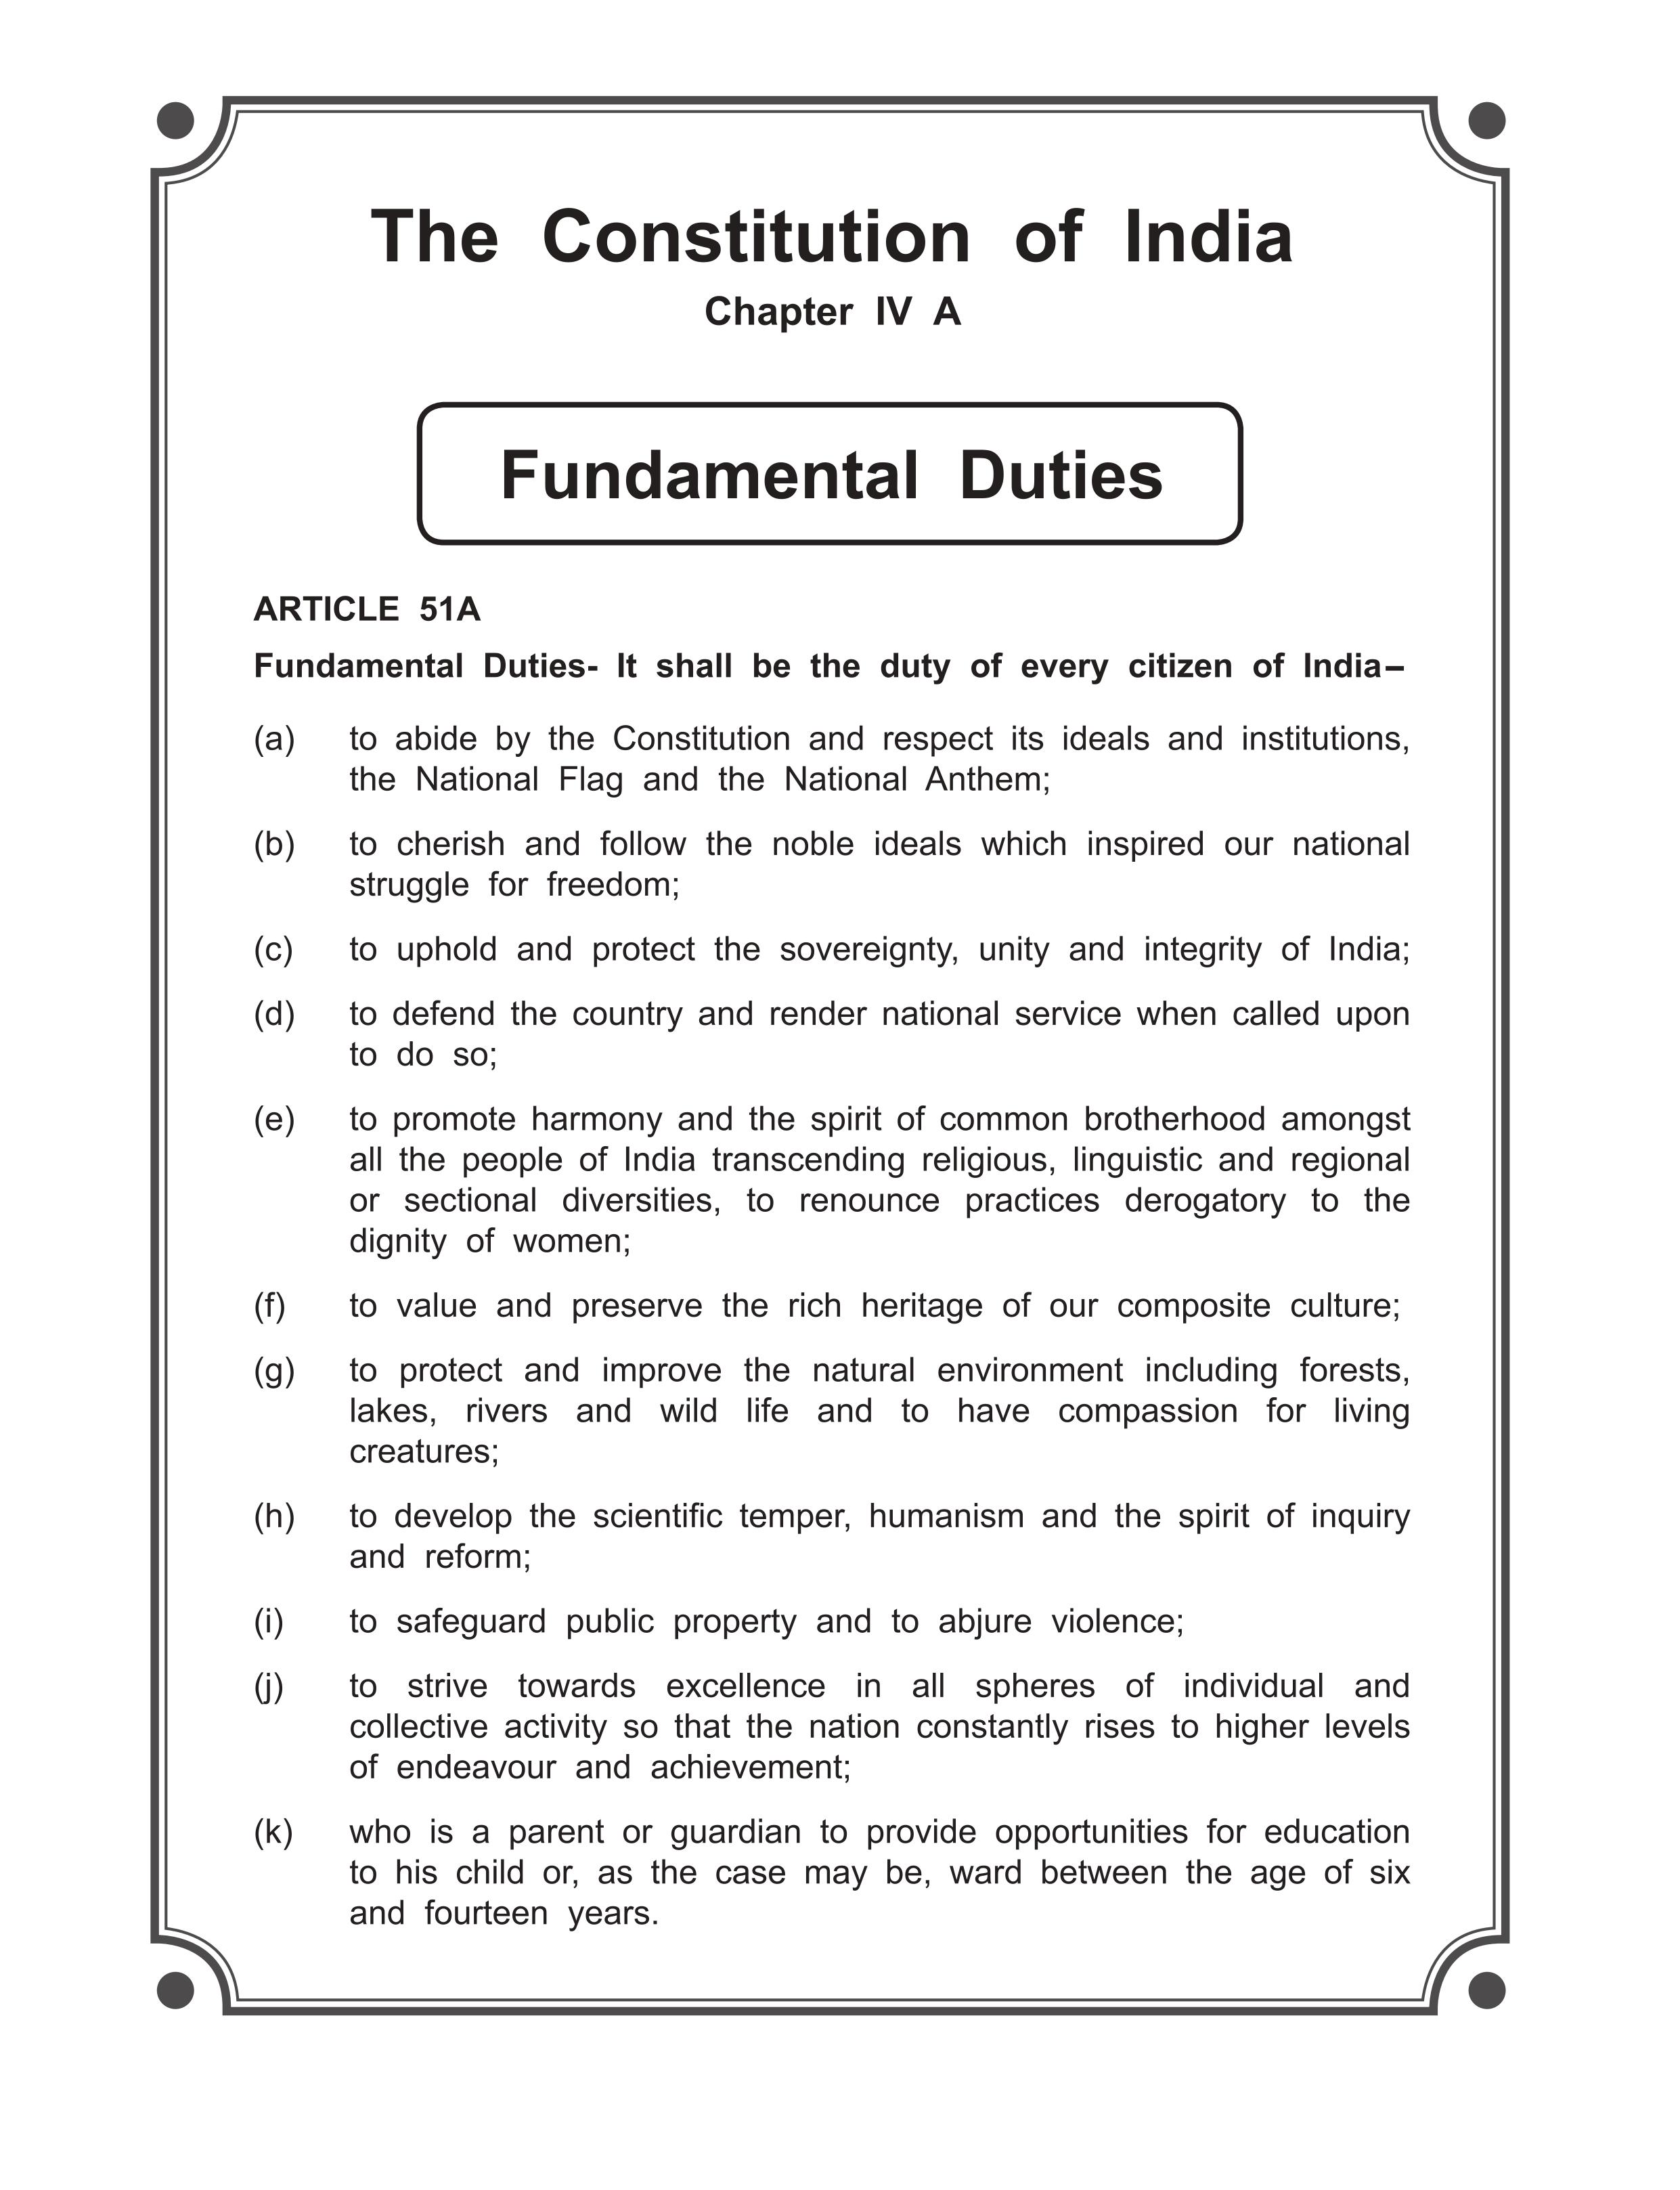 The Constitution of India
Chapter IV A
Fundamental Duties
ARTICLE 51A
Fundamental Duties- It shall be the duty of every citizen of India–
(a) to abide by the Constitution and respect its ideals and institutions,
the National Flag and the National Anthem;
(b) to cherish and follow the noble ideals which inspired our national
struggle for freedom;
(c) to uphold and protect the sovereignty, unity and integrity of India;
(d) to defend the country and render national service when called upon
to do so;
(e) to promote harmony and the spirit of common brotherhood amongst
all the people of India transcending religious, linguistic and regional
or sectional diversities, to renounce practices derogatory to the
dignity of women;
(f) to value and preserve the rich heritage of our composite culture;
(g) to protect and improve the natural environment including forests,
lakes, rivers and wild life and to have compassion for living
creatures;
(h) to develop the scientific temper, humanism and the spirit of inquiry
and reform;
(i) to safeguard public property and to abjure violence;
(j) to strive towards excellence in all spheres of individual and
collective activity so that the nation constantly rises to higher levels
of endeavour and achievement;
(k) who is a parent or guardian to provide opportunities for education
to his child or, as the case may be, ward between the age of six
and fourteen years.